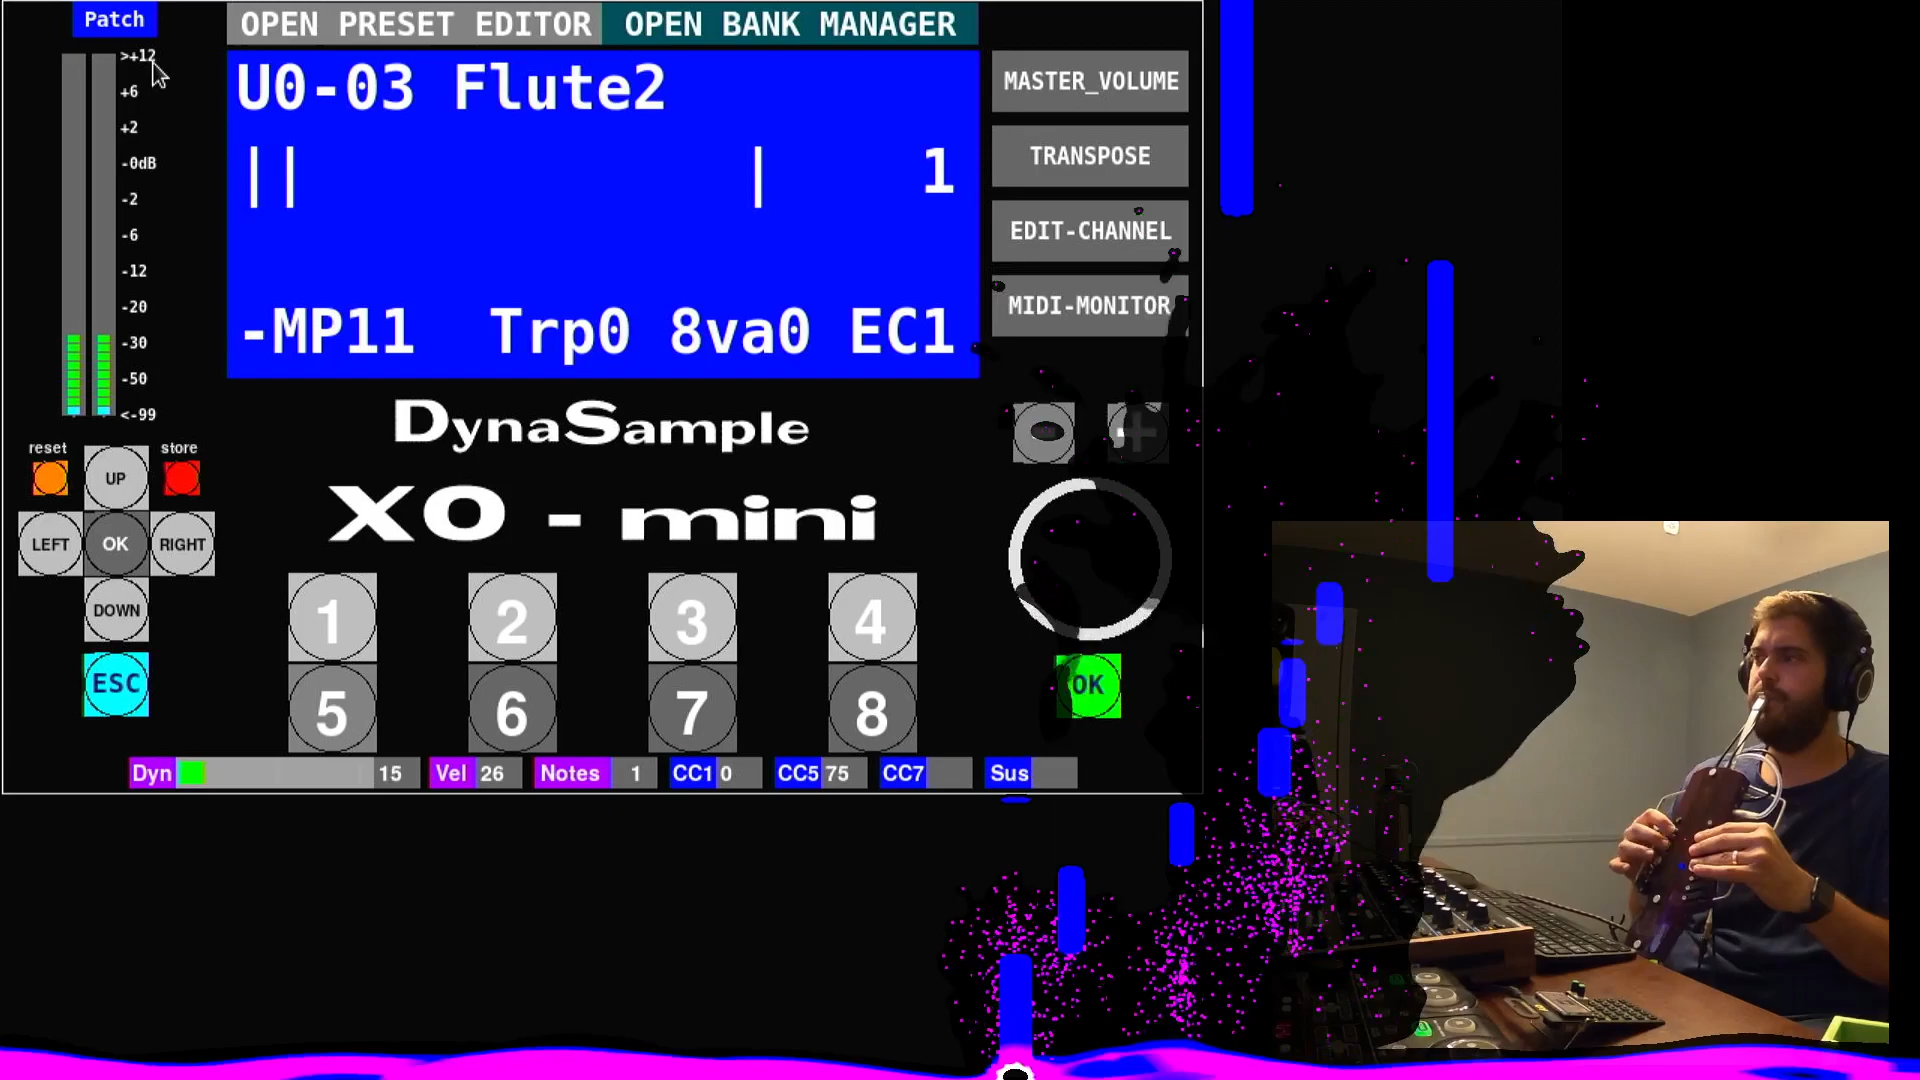 Patch
OPEN PRESET EDITOR
OPEN BANK MANAGER
>+12
+6
+2
-0dB
-2
-6
-12
-20
-30
-50
<-99
U0-03 Flute2
|| | 1
-MP11 Trp0 8va0 EC1
MASTER_VOLUME
TRANSPOSE
EDIT-CHANNEL
MIDI-MONITOR
DynaSample
XO - mini
reset
store
UP
LEFT
OK
RIGHT
DOWN
ESC
- +
OK
1 2 3 4
5 6 7 8
Dyn 15 Vel 26 Notes 1 CC1 0 CC5 75 CC7 Sus